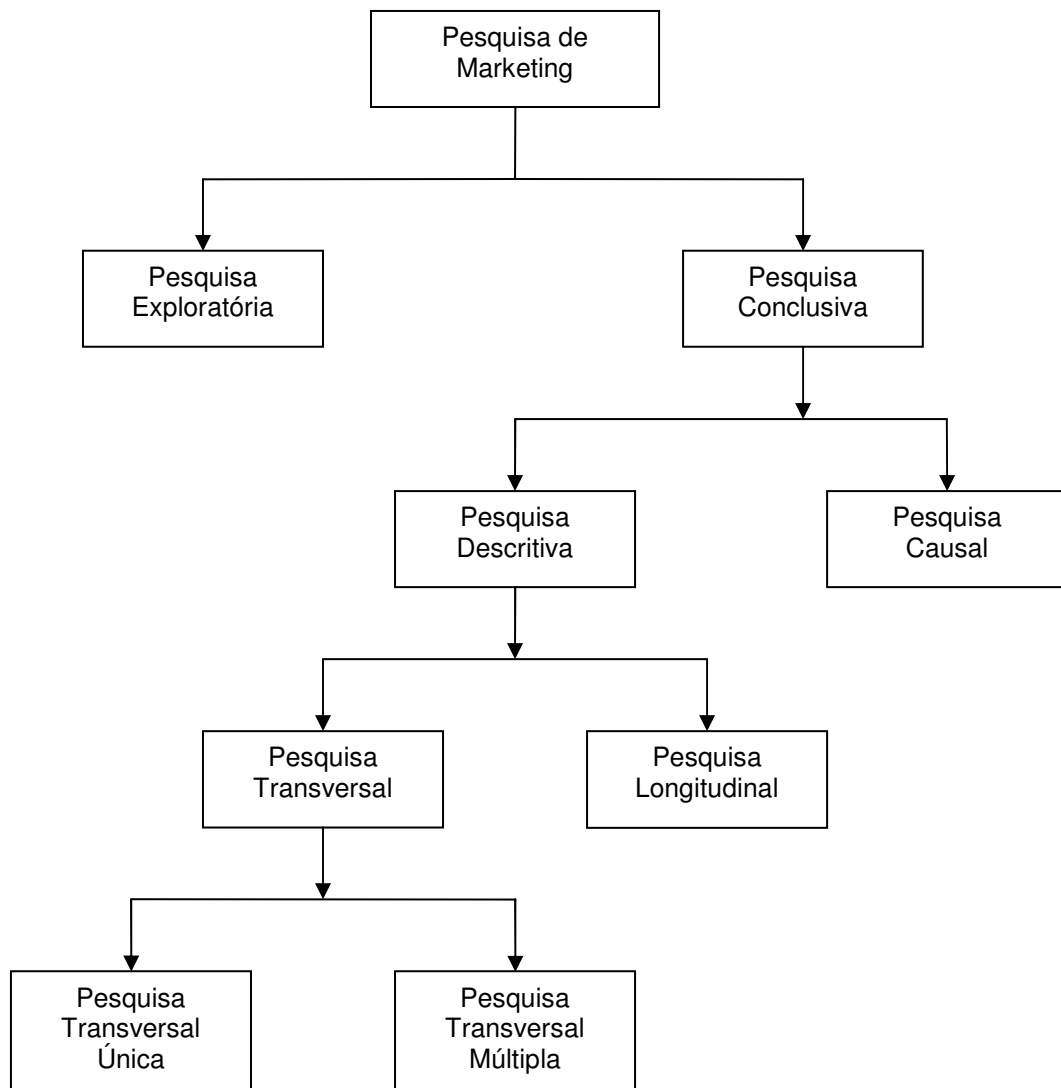 Pesquisa de
Marketing
Pesquisa
Exploratória
Pesquisa
Conclusiva
Pesquisa
Descritiva
Pesquisa
Causal
Pesquisa
Transversal
Pesquisa
Longitudinal
Pesquisa
Transversal
Única
Pesquisa
Transversal
Múltipla